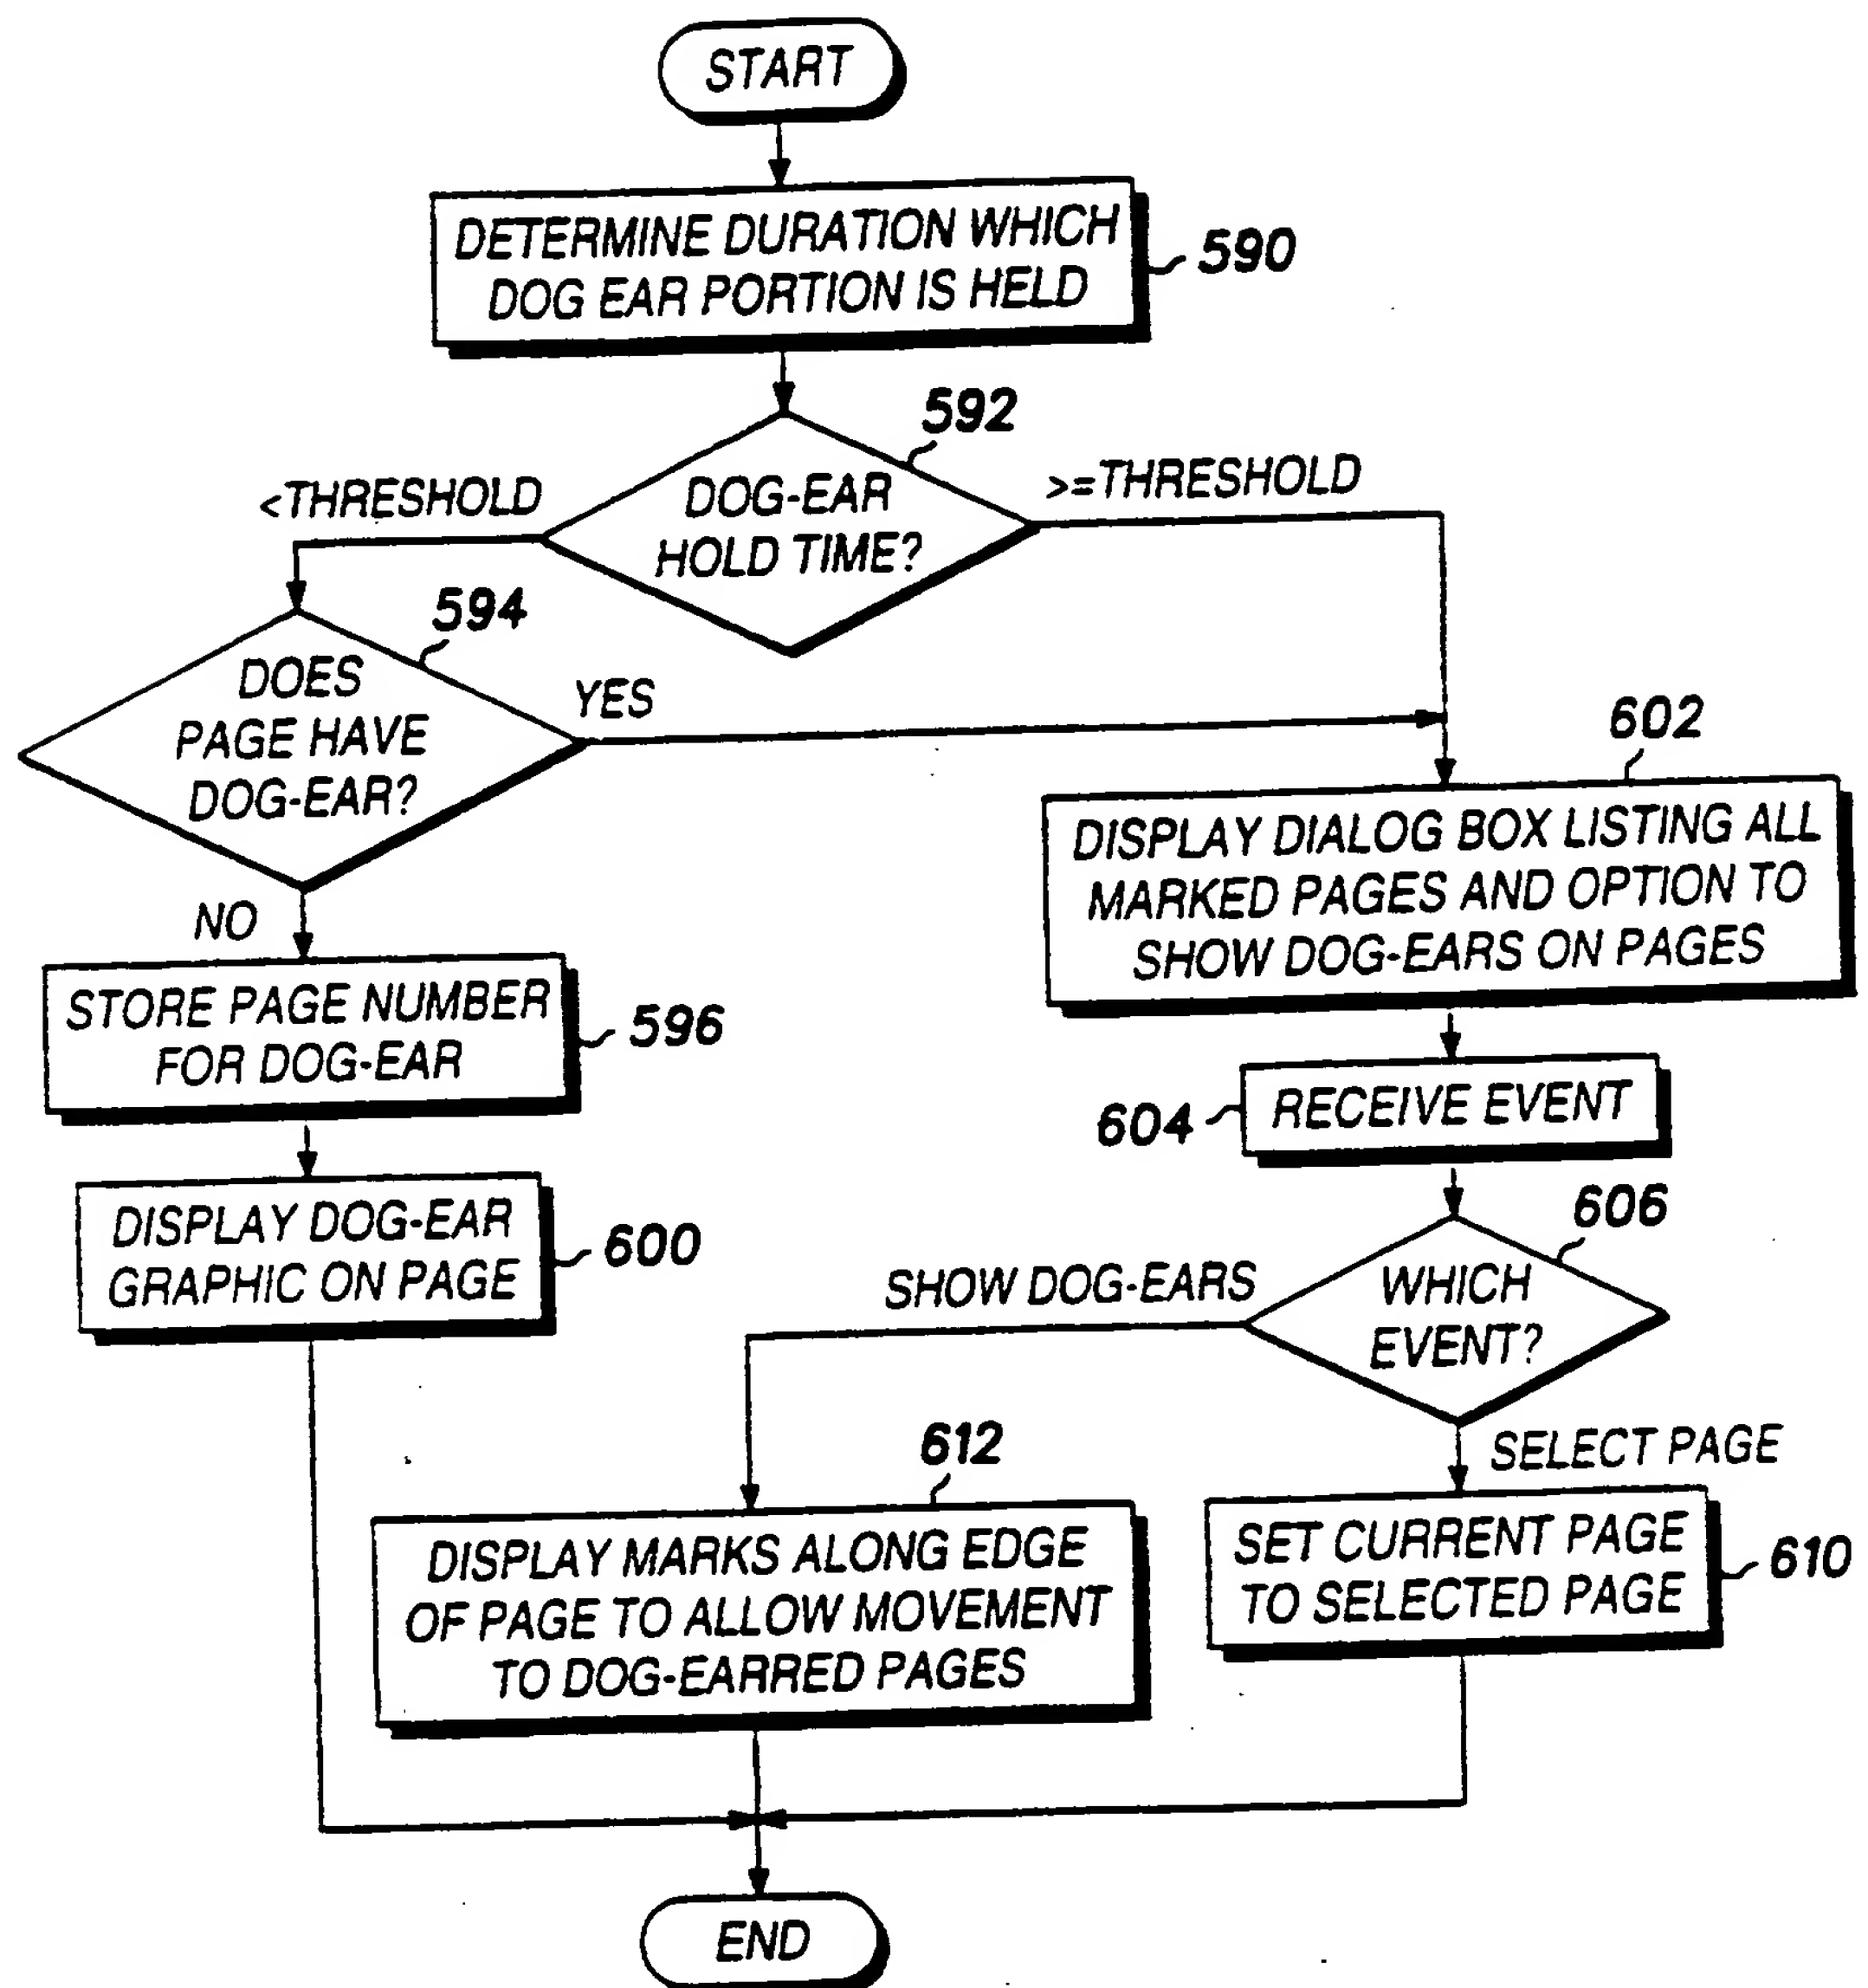 START
DETERMINE DURATION WHICH
DOG EAR PORTION IS HELD
590
592
<THRESHOLD
DOG-EAR
HOLD TIME?
>=THRESHOLD
594
DOES
PAGE HAVE
DOG-EAR?
YES
NO
602
DISPLAY DIALOG BOX LISTING ALL
MARKED PAGES AND OPTION TO
SHOW DOG-EARS ON PAGES
STORE PAGE NUMBER
FOR DOG-EAR
596
604
RECEIVE EVENT
DISPLAY DOG-EAR
GRAPHIC ON PAGE
600
606
SHOW DOG-EARS
WHICH
EVENT?
SELECT PAGE
612
DISPLAY MARKS ALONG EDGE
OF PAGE TO ALLOW MOVEMENT
TO DOG-EARRED PAGES
SET CURRENT PAGE
TO SELECTED PAGE
610
END